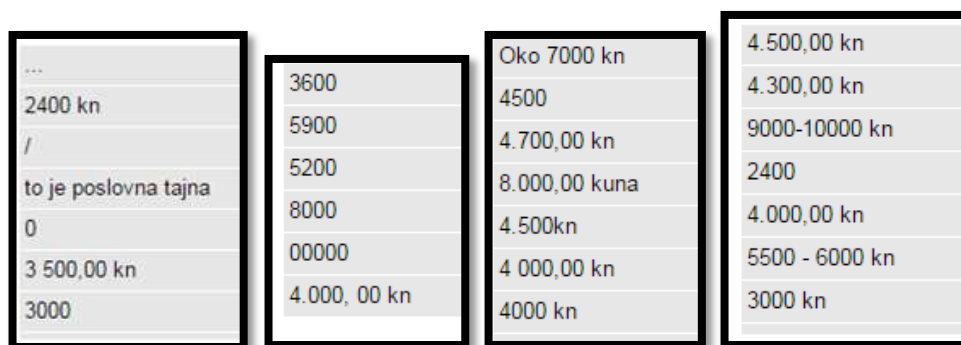 ...
2400 kn
/
to je poslovna tajna
0
3 500,00 kn
3000
3600
5900
5200
8000
00000
4.000, 00 kn
Oko 7000 kn
4500
4.700,00 kn
8.000,00 kuna
4.500kn
4 000,00 kn
4000 kn
4.500,00 kn
4.300,00 kn
9000-10000 kn
2400
4.000,00 kn
5500 - 6000 kn
3000 kn